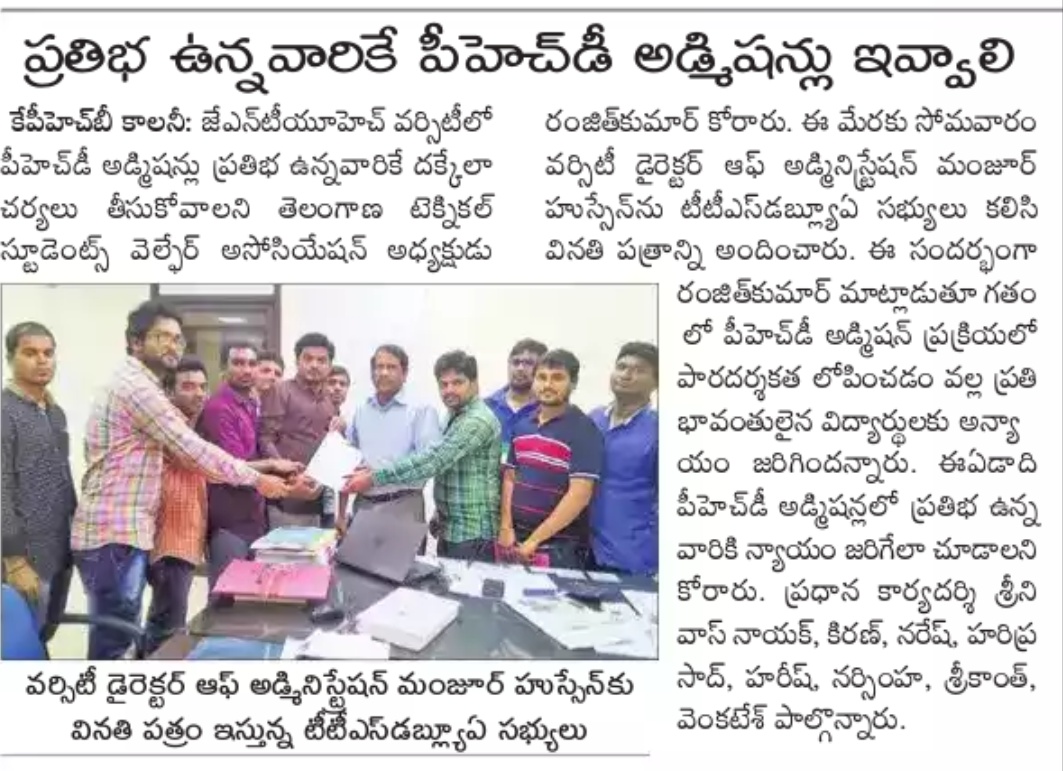 ప్రతిభ ఉన్నవారికే పీహెచ్‌డీ అడ్మిషన్లు ఇవ్వాలి
కేపీహెచ్‌బీ కాలనీ: జేఎన్‌టీయూహెచ్ వర్సిటీలో
పీహెచ్‌డీ అడ్మిషన్లు ప్రతిభ ఉన్నవారికే దక్కేలా
చర్యలు తీసుకోవాలని తెలంగాణ టెక్నికల్
స్టూడెంట్స్ వెల్ఫేర్ అసోసియేషన్ అధ్యక్షుడు
రంజిత్‌కుమార్ కోరారు. ఈ మేరకు సోమవారం
వర్సిటీ డైరెక్టర్ ఆఫ్ అడ్మినిస్ట్రేషన్ మంజూర్
హుస్సేన్‌ను టీటీఎస్‌డబ్ల్యూఏ సభ్యులు కలిసి
వినతి పత్రాన్ని అందించారు. ఈ సందర్భంగా
రంజిత్‌కుమార్ మాట్లాడుతూ గతం
లో పీహెచ్‌డీ అడ్మిషన్ ప్రక్రియలో
పారదర్శకత లోపించడం వల్ల ప్రతి
భావంతులైన విద్యార్థులకు అన్యా
యం జరిగిందన్నారు. ఈఏడాది
పీహెచ్‌డీ అడ్మిషన్లలో ప్రతిభ ఉన్న
వారికి న్యాయం జరిగేలా చూడాలని
కోరారు. ప్రధాన కార్యదర్శి శ్రీని
వాస్ నాయక్, కిరణ్, నరేష్, హరిప్ర
సాద్, హరీష్, నర్సింహ, శ్రీకాంత్,
వెంకటేశ్ పాల్గొన్నారు.
వర్సిటీ డైరెక్టర్ ఆఫ్ అడ్మినిస్ట్రేషన్ మంజూర్ హుస్సేన్‌కు
వినతి పత్రం ఇస్తున్న టీటీఎస్‌డబ్ల్యూఏ సభ్యులు